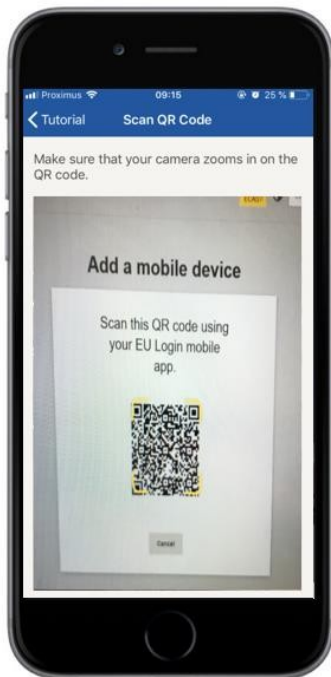 Proximus 09:15 25 %
Tutorial Scan QR Code
Make sure that your camera zooms in on the
QR code.
Add a mobile device
Scan this QR code using
your EU Login mobile
app.
Cancel